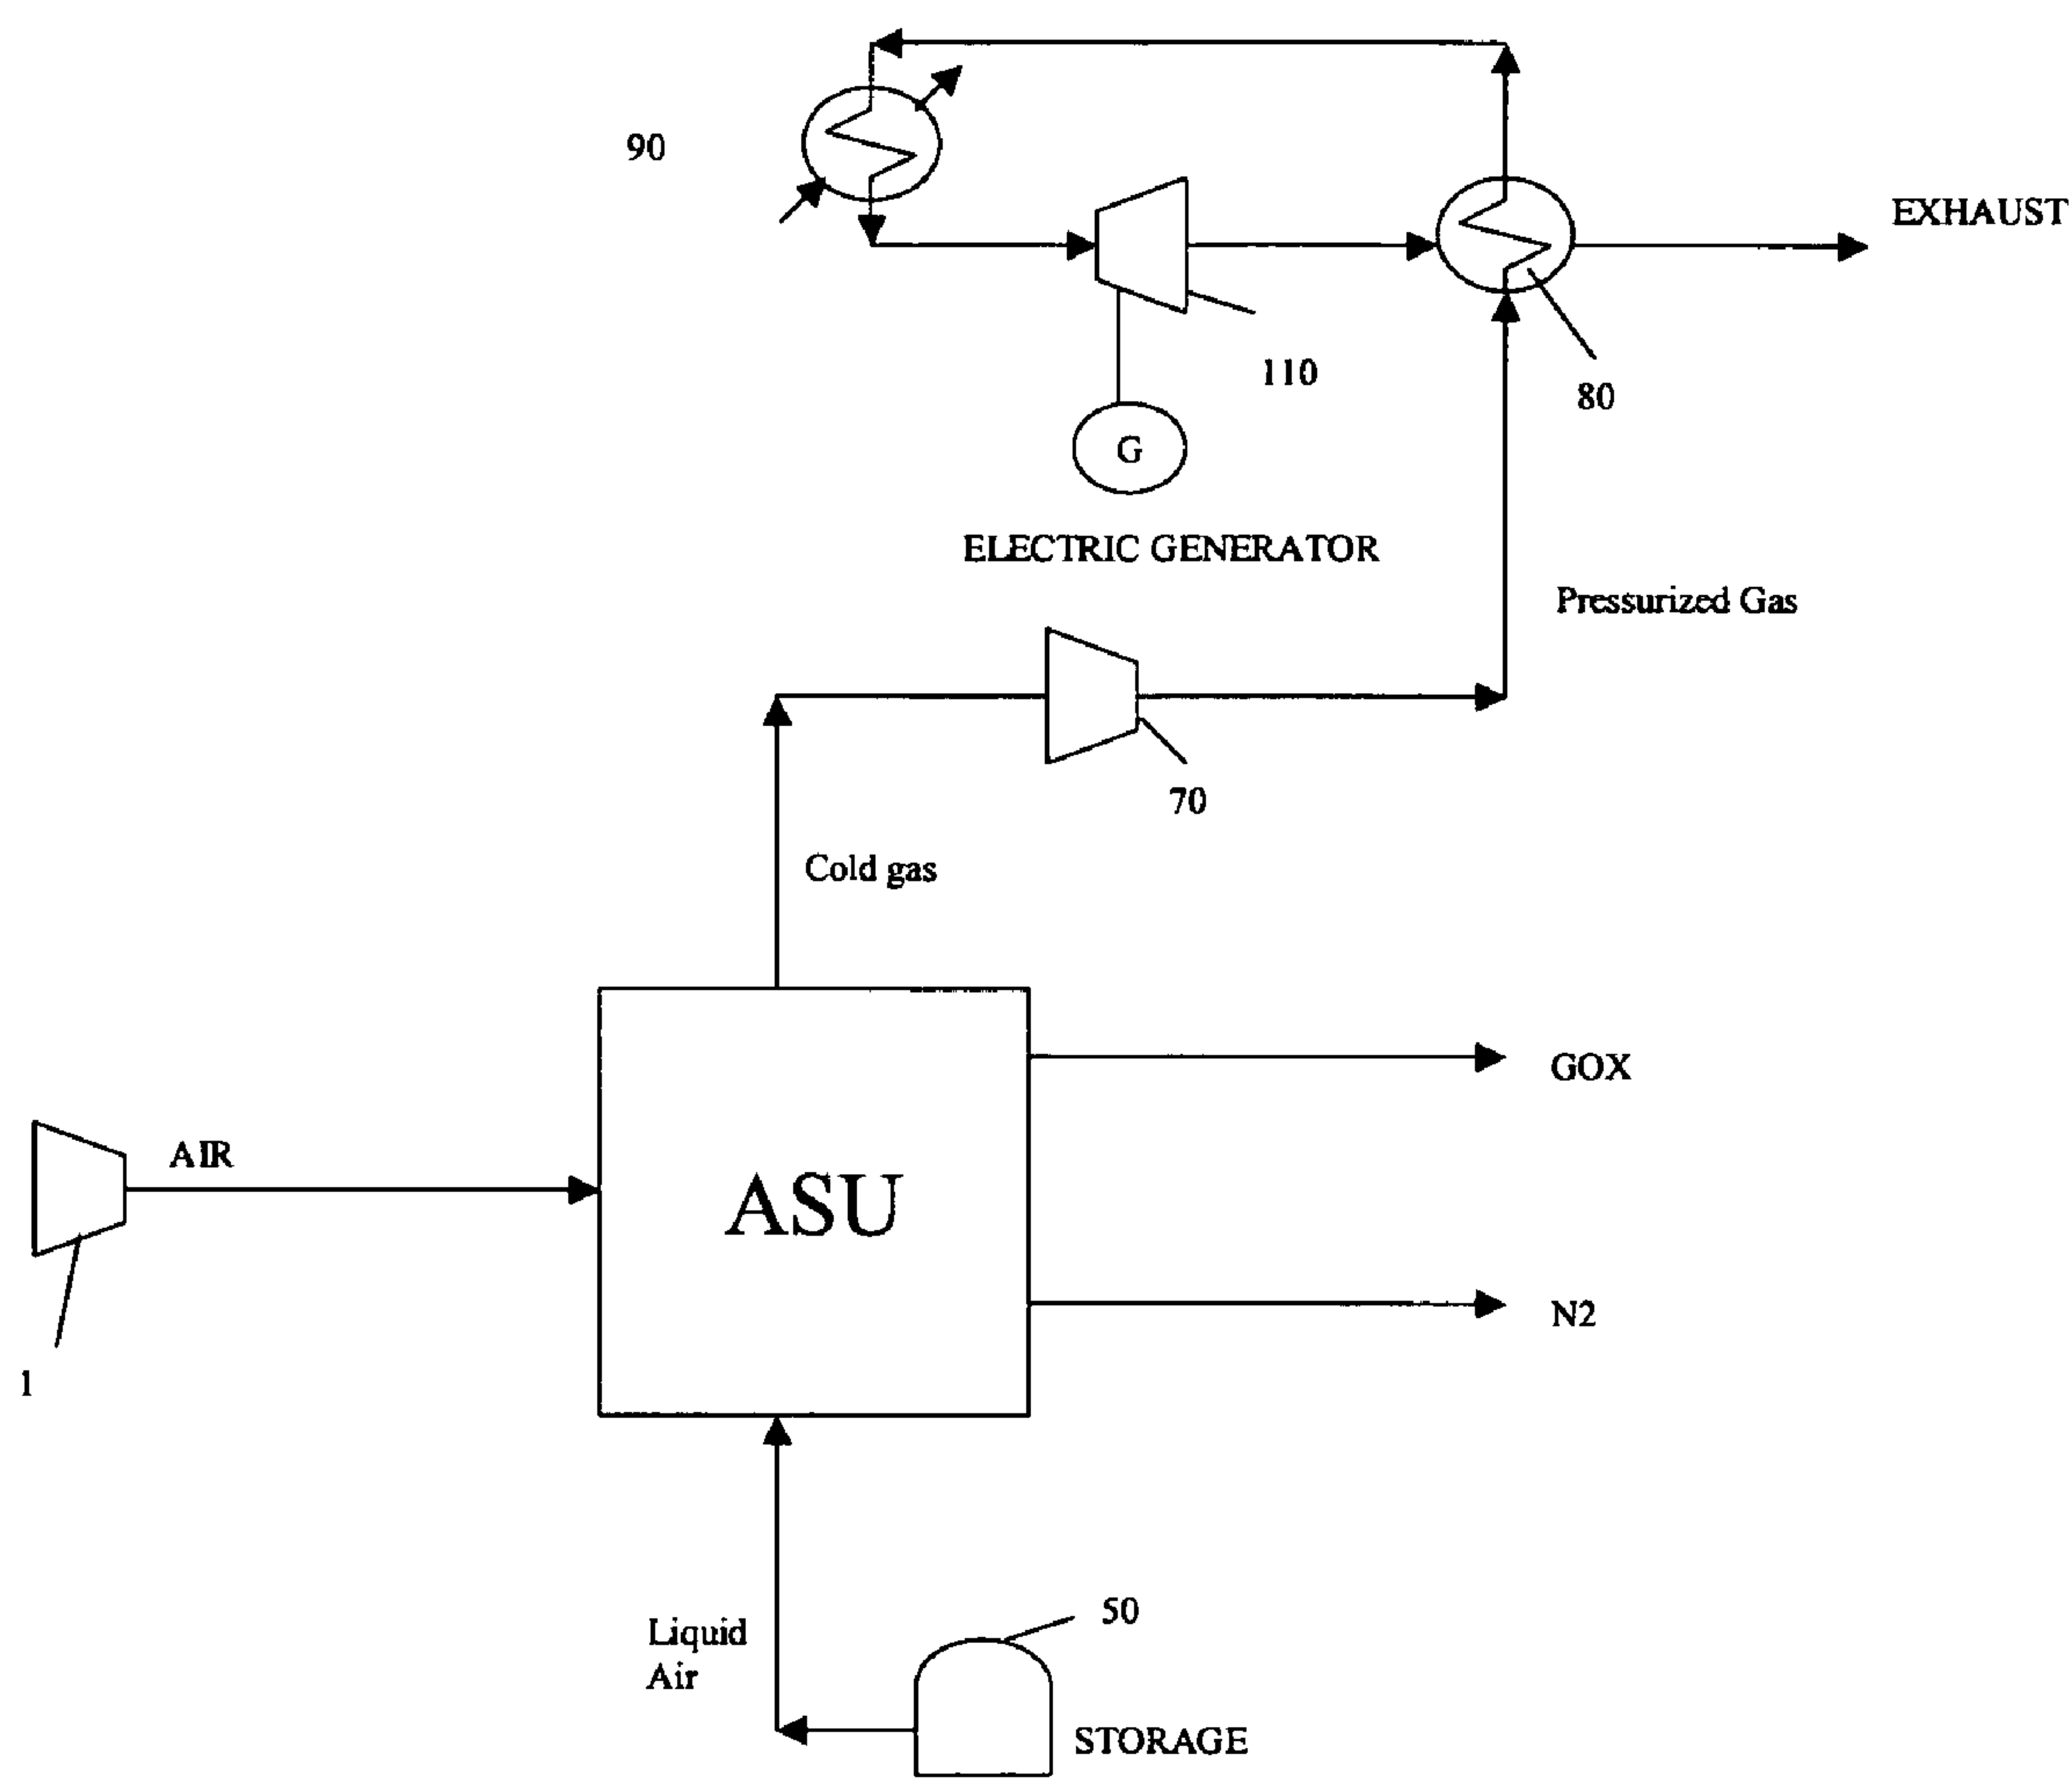 90
EXHAUST
110
80
G
ELECTRIC GENERATOR
Pressurized Gas
70
Cold gas
GOX
AIR
ASU
N2
1
50
Liquid
Air
STORAGE